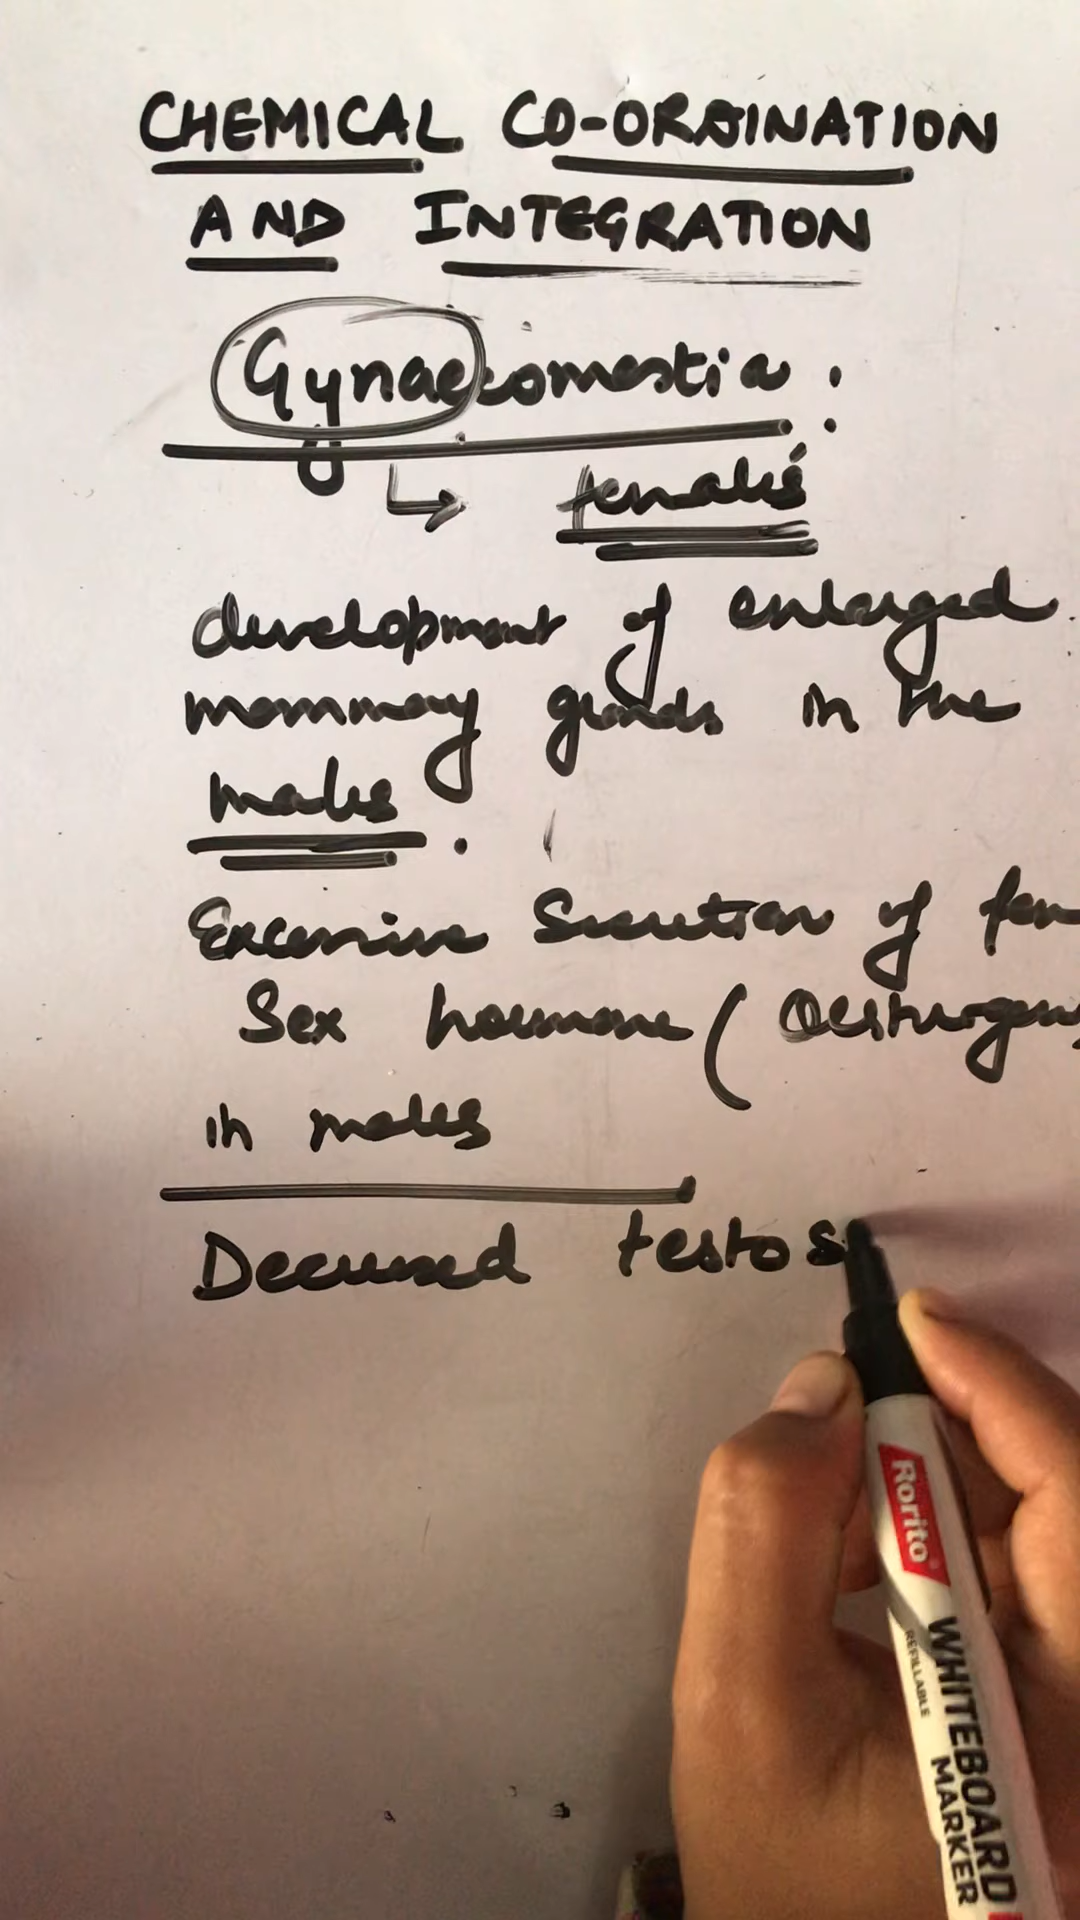 CHEMICAL CO-ORDINATION
AND INTEGRATION
Gynaecomastia :
↳ females
development of enlarged
mammary glands in the
males.
Excessive Secretion of fem
Sex hormone ( Oestrogens
in males
Decreased testos
Rorito
WHITEBOARD
REFILLABLE
MARKER